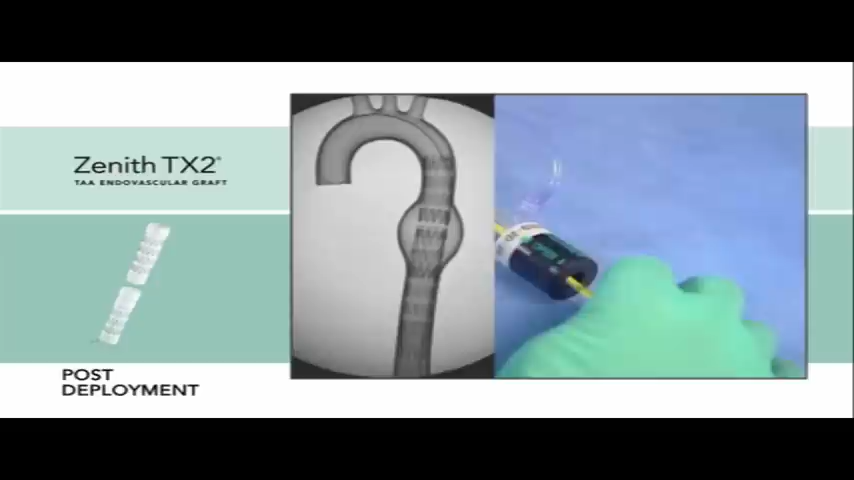 Zenith TX2®
TAA ENDOVASCULAR GRAFT
POST
DEPLOYMENT